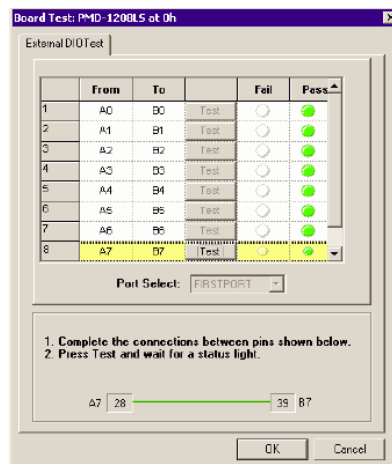 Board Test: PMD-1208LS at 0h
External DIO Test
From To Fail Pass
1 A0 B0 Test
2 A1 B1 Test
3 A2 B2 Test
4 A3 B3 Test
5 A4 B4 Test
6 A5 B5 Test
7 A6 B6 Test
8 A7 B7 Test
Port Select: FIRSTPORT
1. Complete the connections between pins shown below.
2. Press Test and wait for a status light.
A7 28 39 B7
OK Cancel